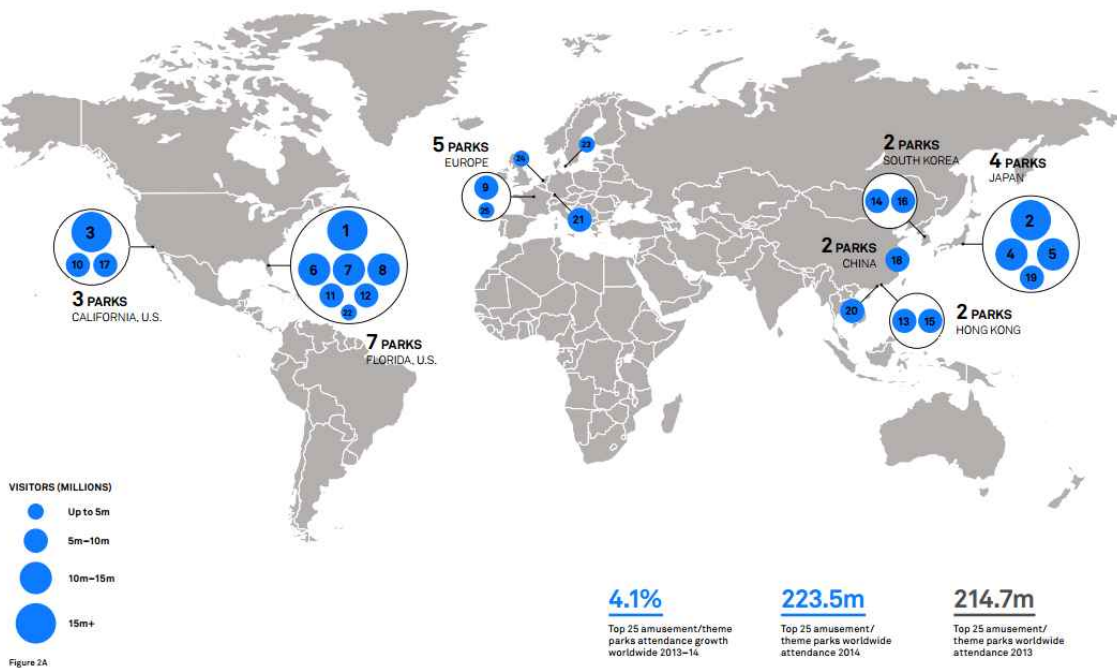 5 PARKS
EUROPE
24
23
9
25
21
2 PARKS
SOUTH KOREA
14
16
4 PARKS
JAPAN
2
4
5
19
3
10
17
3 PARKS
CALIFORNIA, U.S.
1
6
7
8
11
12
22
7 PARKS
FLORIDA, U.S.
2 PARKS
CHINA
18
20
13
15
2 PARKS
HONG KONG
VISITORS (MILLIONS)
Up to 5m
5m–10m
10m–15m
15m+
4.1%
Top 25 amusement/theme
parks attendance growth
worldwide 2013–14
223.5m
Top 25 amusement/
theme parks worldwide
attendance 2014
214.7m
Top 25 amusement/
theme parks worldwide
attendance 2013
Figure 2A